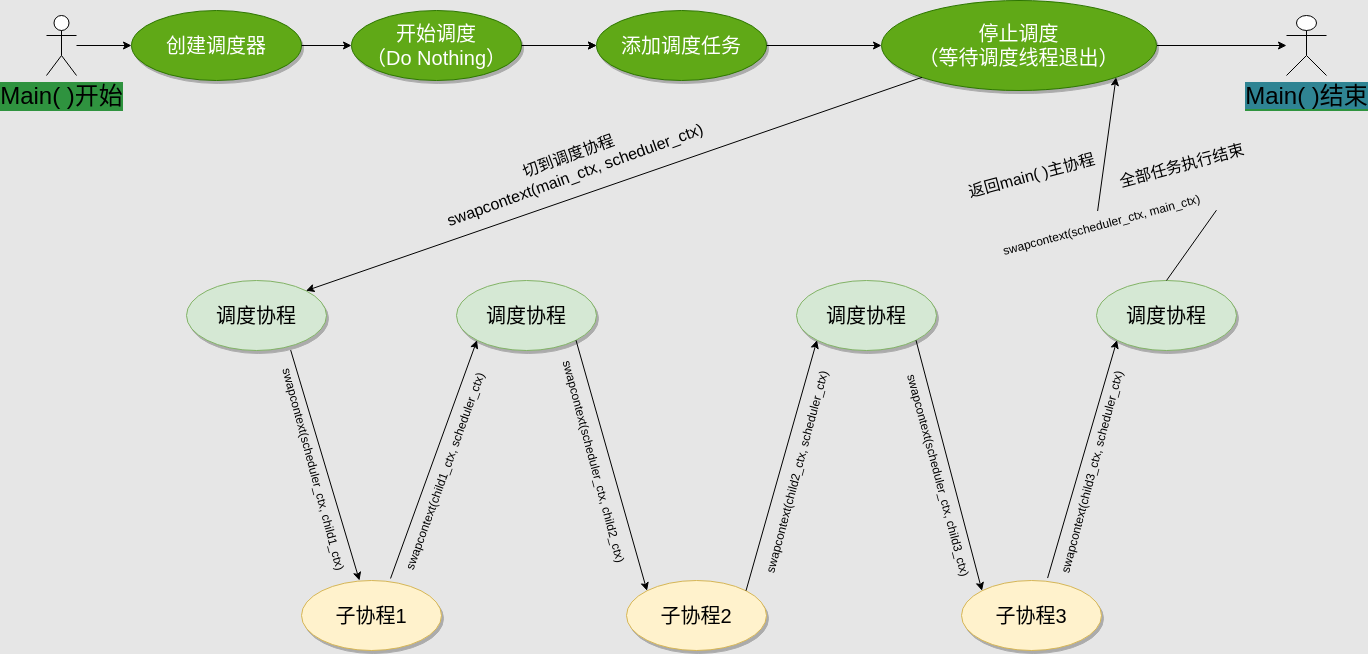 创建调度器
开始调度
（Do Nothing）
添加调度任务
停止调度
（等待调度线程退出）
Main( )开始
Main( )结束
切到调度协程
swapcontext(main_ctx, scheduler_ctx)
返回main( )主协程
全部任务执行结束
swapcontext(scheduler_ctx, main_ctx)
调度协程
调度协程
调度协程
调度协程
swapcontext(scheduler_ctx, child1_ctx)
swapcontext(child1_ctx, scheduler_ctx)
swapcontext(scheduler_ctx, child2_ctx)
swapcontext(child2_ctx, scheduler_ctx)
swapcontext(scheduler_ctx, child3_ctx)
swapcontext(child3_ctx, scheduler_ctx)
子协程1
子协程2
子协程3